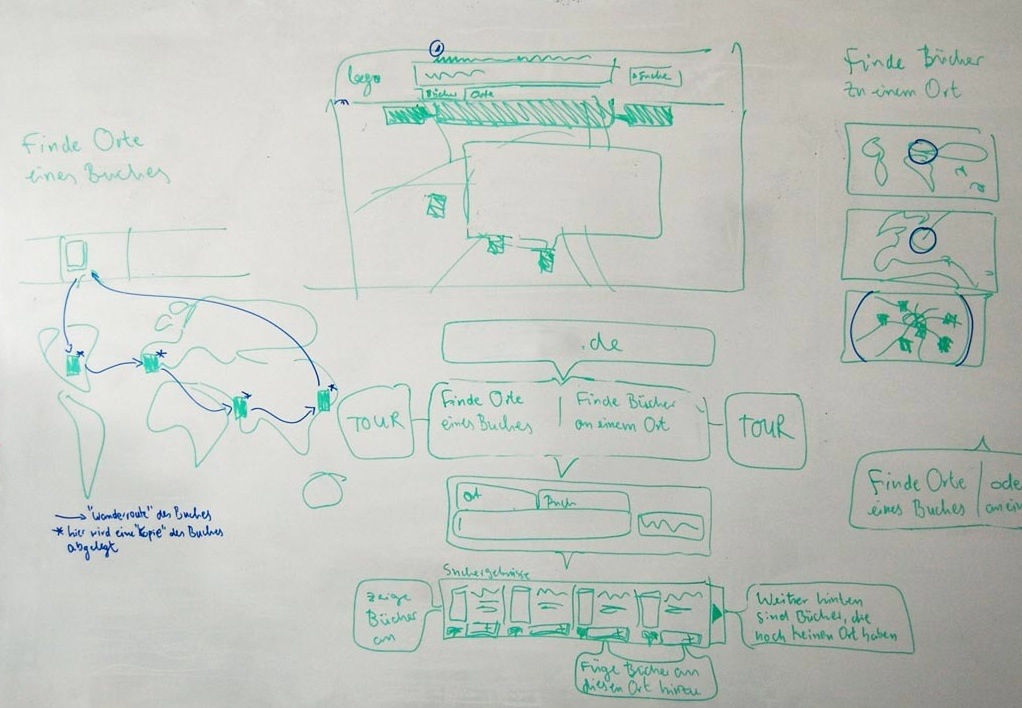 Finde Orte
eines Buches
→ "Wanderroute" des Buches
* hier wird eine "Kopie" des Buches
abgelegt
Logo
Suche
Bücher Orte
.de
TOUR
Finde Orte
eines Buches
Finde Bücher
an einem Ort
TOUR
Ort
Buch
Suchergebnisse
zeige
Bücher
an
Weiter hinten
sind Bücher, die
noch keinen Ort haben
Füge Bücher an
diesem Ort hinzu
Finde Bücher
zu einem Ort
Finde Orte
eines Buches
ode
an ein